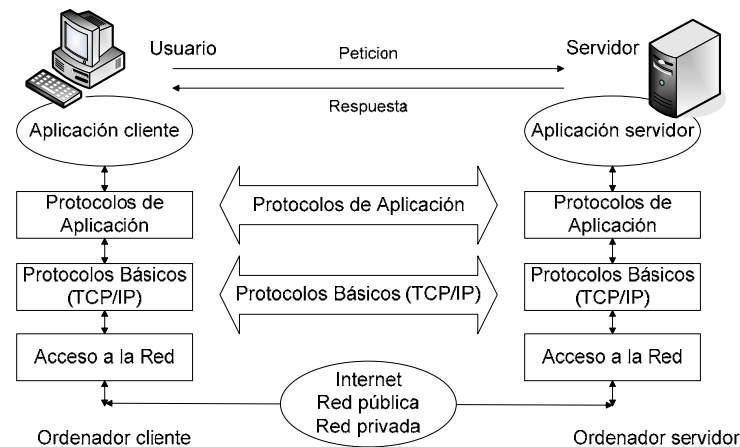 Usuario
Peticion
Servidor
Respuesta
Aplicación cliente
Aplicación servidor
Protocolos de
Aplicación
Protocolos de Aplicación
Protocolos de
Aplicación
Protocolos Básicos
(TCP/IP)
Protocolos Básicos (TCP/IP)
Protocolos Básicos
(TCP/IP)
Acceso a la Red
Acceso a la Red
Internet
Red pública
Red privada
Ordenador cliente
Ordenador servidor